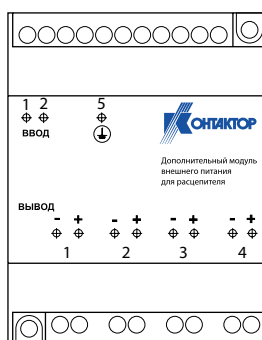 1 2 5
ВВОД
КОНТАКТОР
Дополнительный модуль
внешнего питания
для расцепителя
ВЫВОД
- + - + - + - +
1 2 3 4